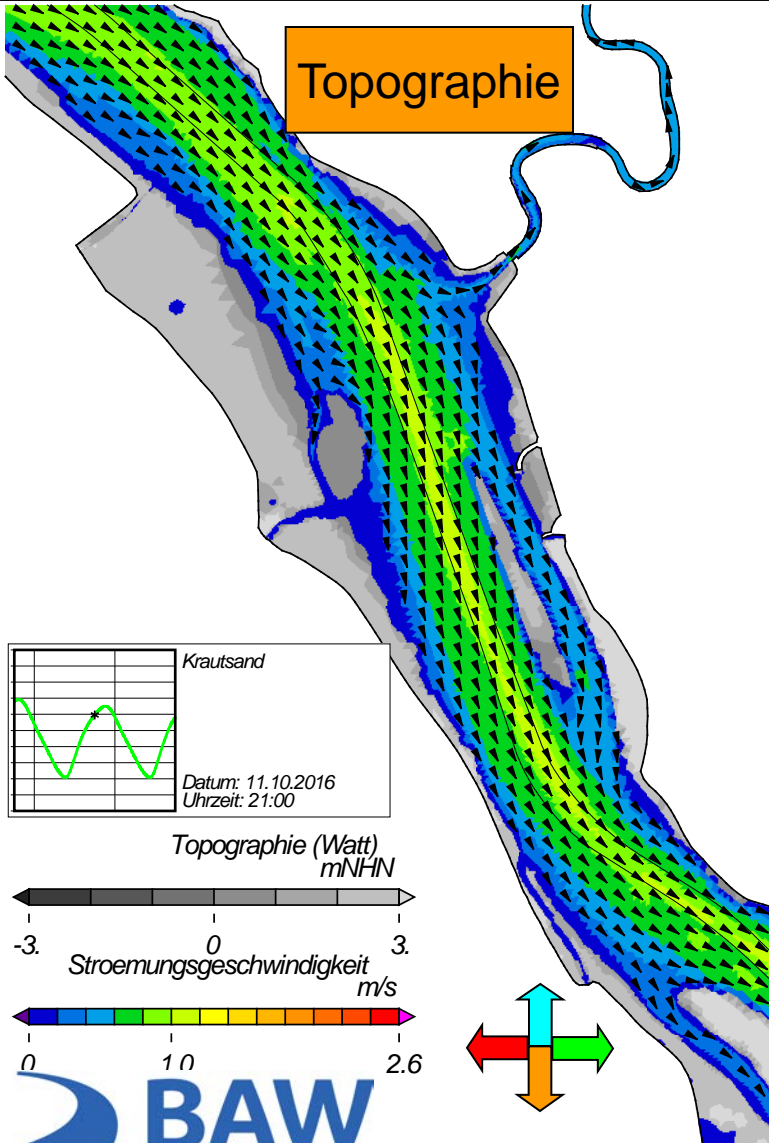 Topographie
Krautsand
Datum: 11.10.2016
Uhrzeit: 21:00
Topographie (Watt)
mNHN
-3. 0 3.
Stroemungsgeschwindigkeit
m/s
0 1.0 2.6
BAW